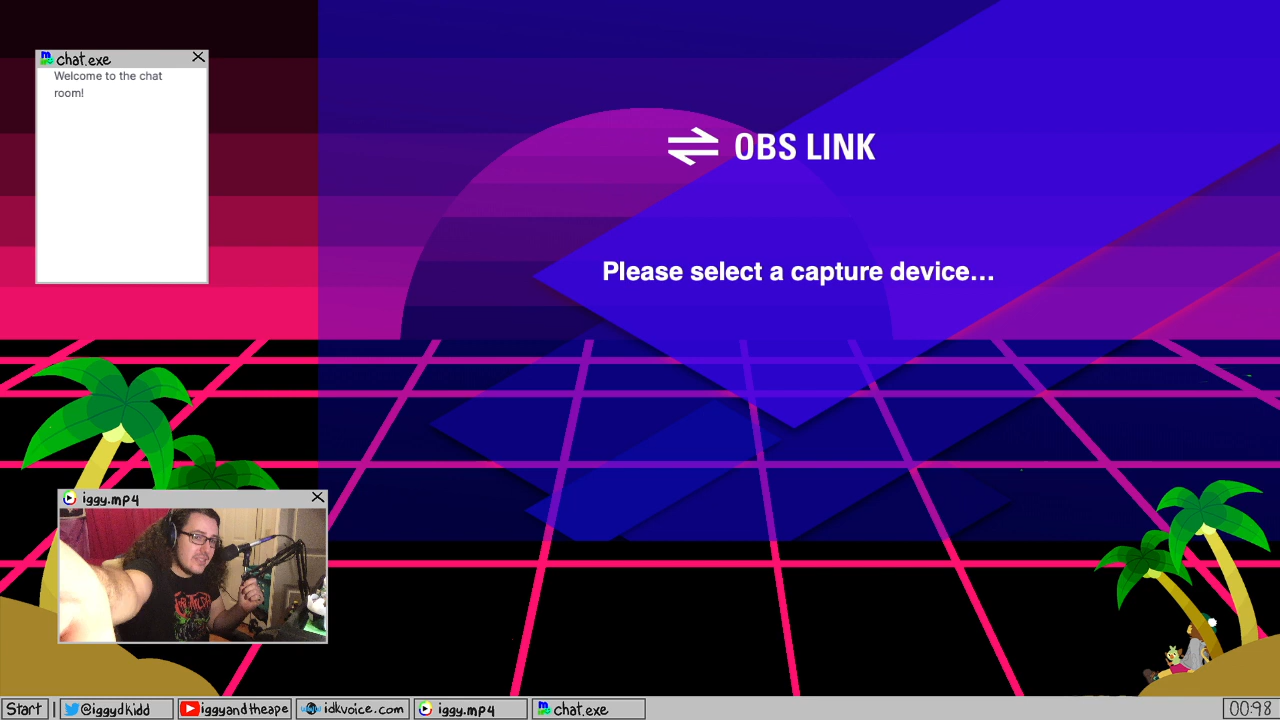 chat.exe
Welcome to the chat
room!
OBS LINK
Please select a capture device...
iggy.mp4
Start
@iggydkidd
iggyandtheape
idkvoice.com
iggy.mp4
chat.exe
00:98